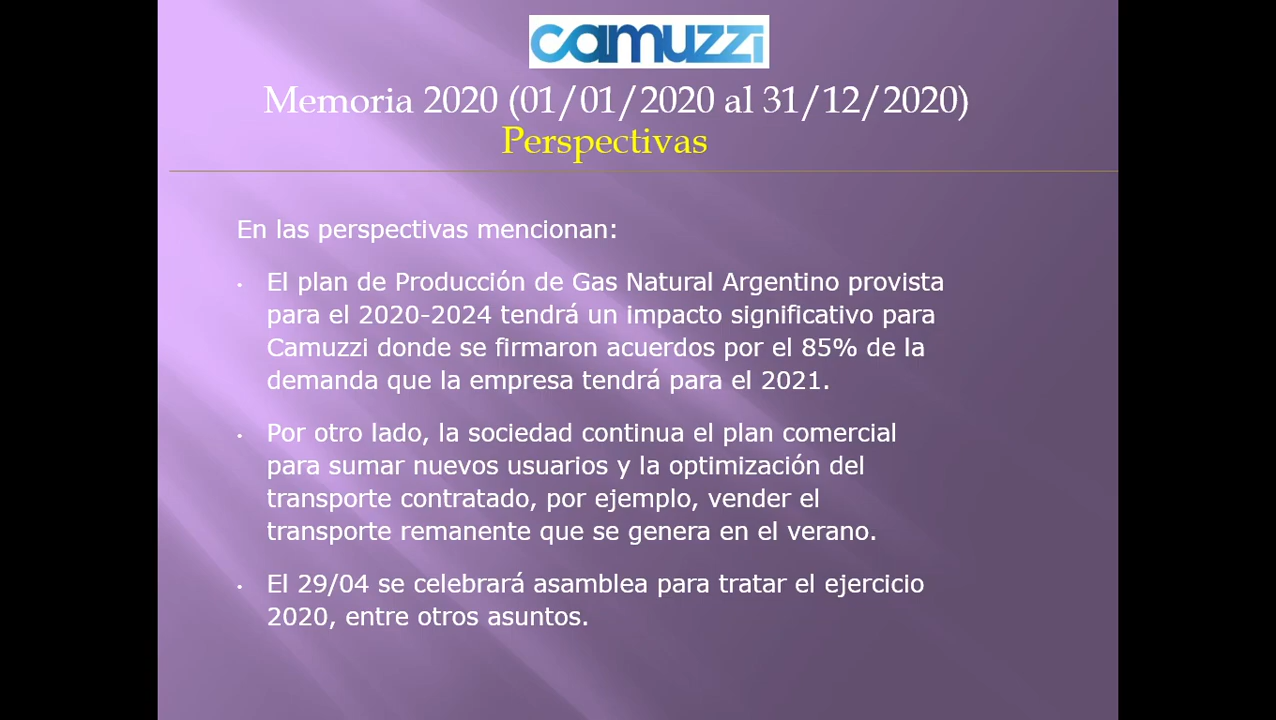 camuzzi
Memoria 2020 (01/01/2020 al 31/12/2020)
Perspectivas
En las perspectivas mencionan:
• El plan de Producción de Gas Natural Argentino provista
para el 2020-2024 tendrá un impacto significativo para
Camuzzi donde se firmaron acuerdos por el 85% de la
demanda que la empresa tendrá para el 2021.
• Por otro lado, la sociedad continua el plan comercial
para sumar nuevos usuarios y la optimización del
transporte contratado, por ejemplo, vender el
transporte remanente que se genera en el verano.
• El 29/04 se celebrará asamblea para tratar el ejercicio
2020, entre otros asuntos.